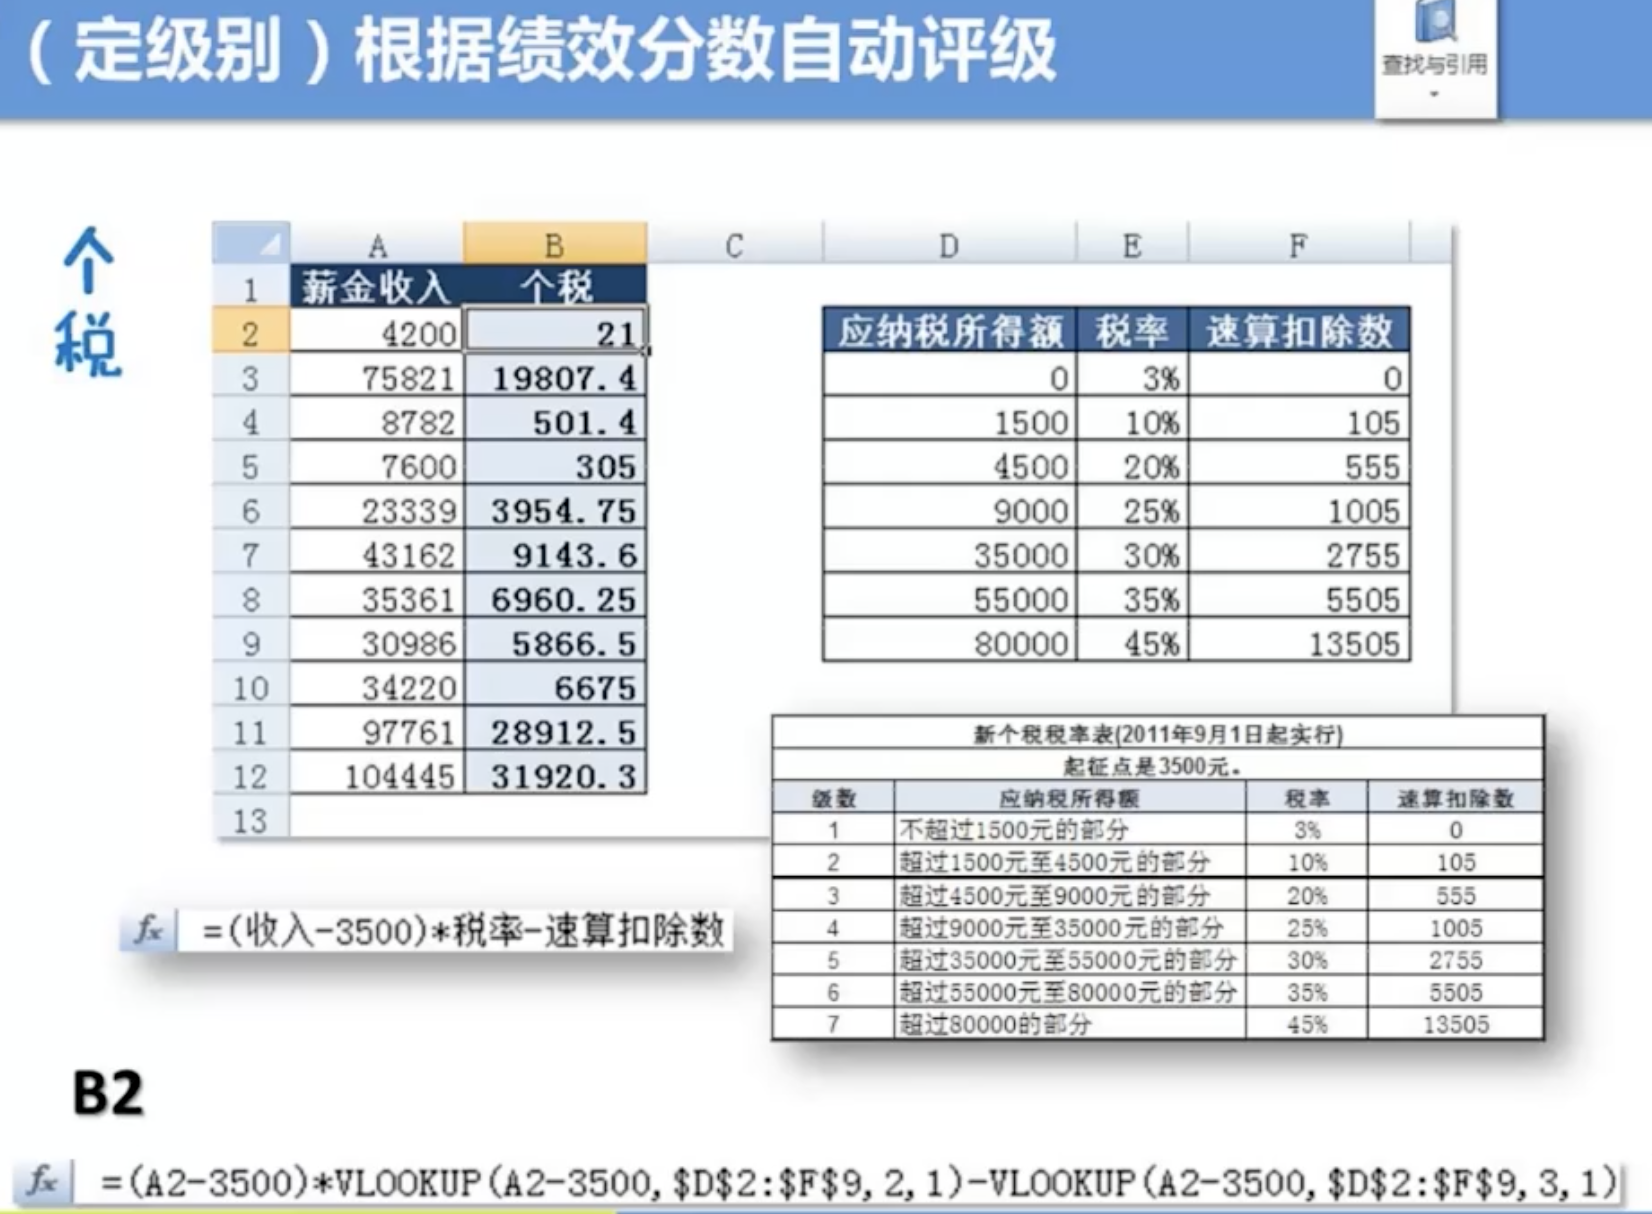 （定级别）根据绩效分数自动评级
查找与引用
个
税
A B C D E F
1 薪金收入 个税
2 4200 21 应纳税所得额 税率 速算扣除数
3 75821 19807.4 0 3% 0
4 8782 501.4 1500 10% 105
5 7600 305 4500 20% 555
6 23339 3954.75 9000 25% 1005
7 43162 9143.6 35000 30% 2755
8 35361 6960.25 55000 35% 5505
9 30986 5866.5 80000 45% 13505
10 34220 6675
11 97761 28912.5
12 104445 31920.3
13
新个税税率表(2011年9月1日起实行)
起征点是3500元。
级数 应纳税所得额 税率 速算扣除数
1 不超过1500元的部分 3% 0
2 超过1500元至4500元的部分 10% 105
3 超过4500元至9000元的部分 20% 555
4 超过9000元至35000元的部分 25% 1005
5 超过35000元至55000元的部分 30% 2755
6 超过55000元至80000元的部分 35% 5505
7 超过80000的部分 45% 13505
fx =(收入-3500)*税率-速算扣除数
B2
fx =(A2-3500)*VLOOKUP(A2-3500,$D$2:$F$9,2,1)-VLOOKUP(A2-3500,$D$2:$F$9,3,1)